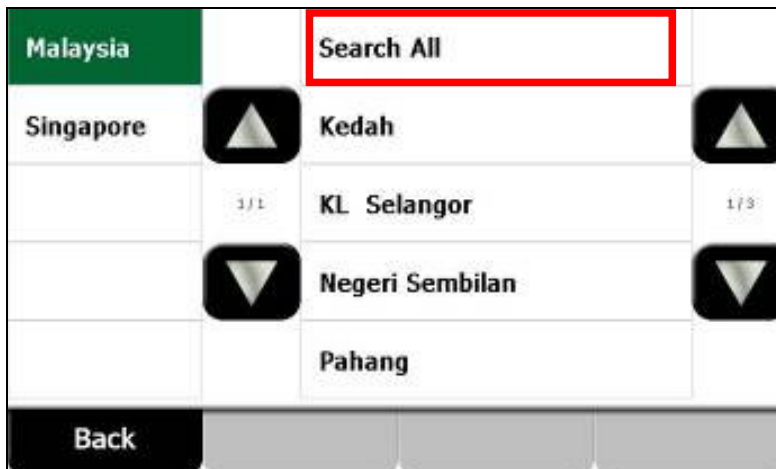 Malaysia
Search All
Singapore
Kedah
1/1
KL Selangor
1/3
Negeri Sembilan
Pahang
Back